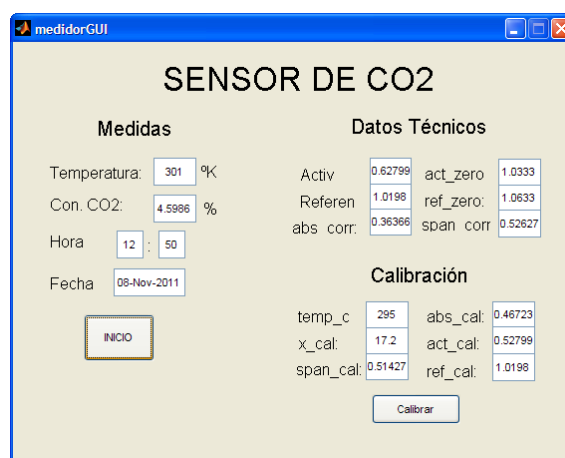 medidorGUI
SENSOR DE CO2
Medidas
Temperatura: 301 ºK
Con. CO2: 4.5986 %
Hora 12 : 50
Fecha 08-Nov-2011
INICIO
Datos Técnicos
Activ 0.62799 act_zero 1.0333
Referen 1.0198 ref_zero: 1.0633
abs corr: 0.36366 span corr 0.52627
Calibración
temp_c 295 abs_cal: 0.46723
x_cal: 17.2 act_cal: 0.52799
span_cal: 0.51427 ref_cal: 1.0198
Calibrar